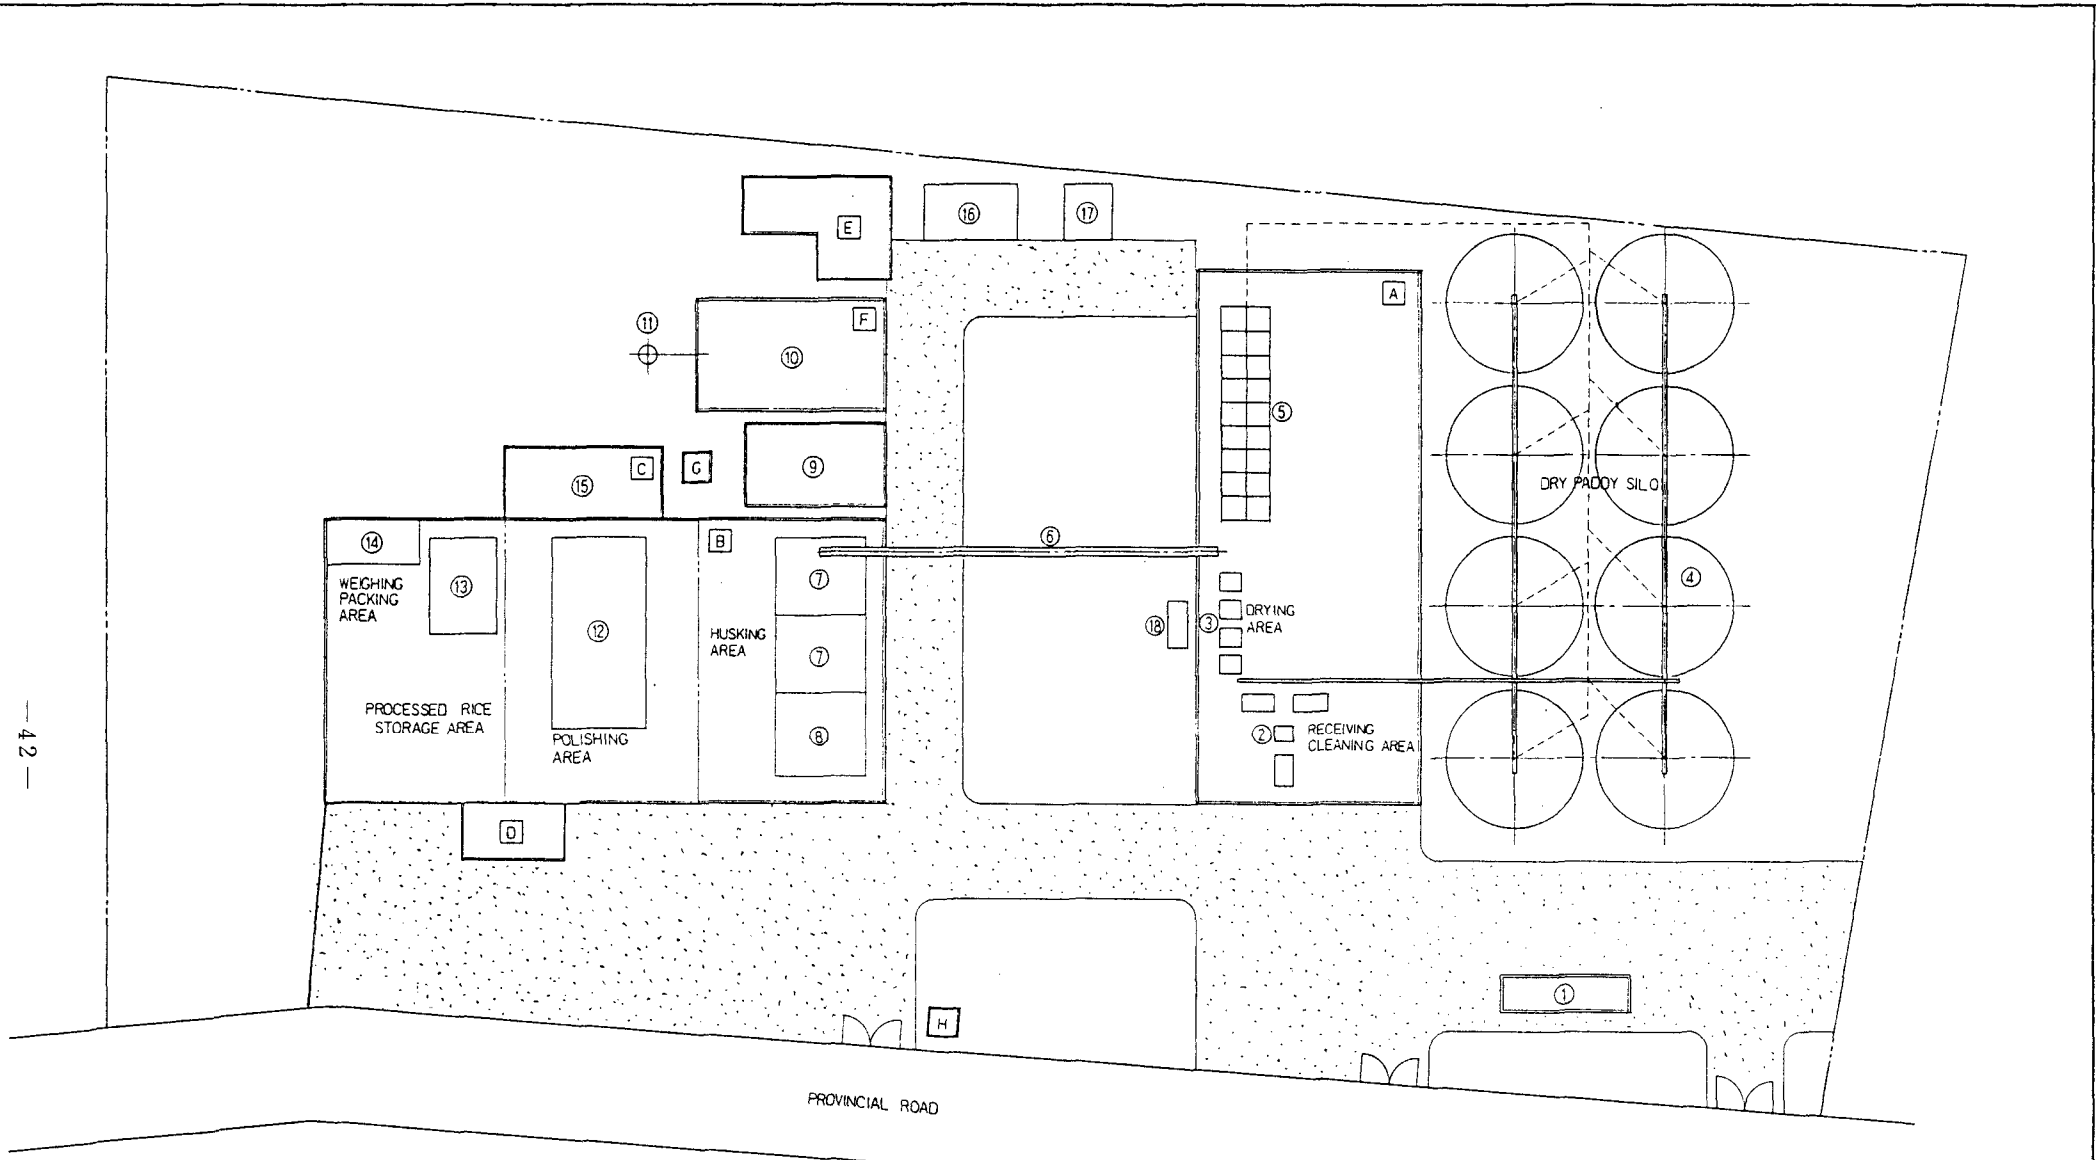 ⑯
⑰
E
A
F
⑪
⑩
⑤
C
G
⑨
⑮
DRY PADDY SILO
⑥
B
⑭
④
⑦
WEIGHING
PACKING
AREA
⑬
DRYING
AREA
③
⑱
⑫
HUSKING
AREA
⑦
PROCESSED RICE
STORAGE AREA
POLISHING
AREA
⑧
②
RECEIVING
CLEANING AREA
D
①
H
PROVINCIAL ROAD
— 42 —